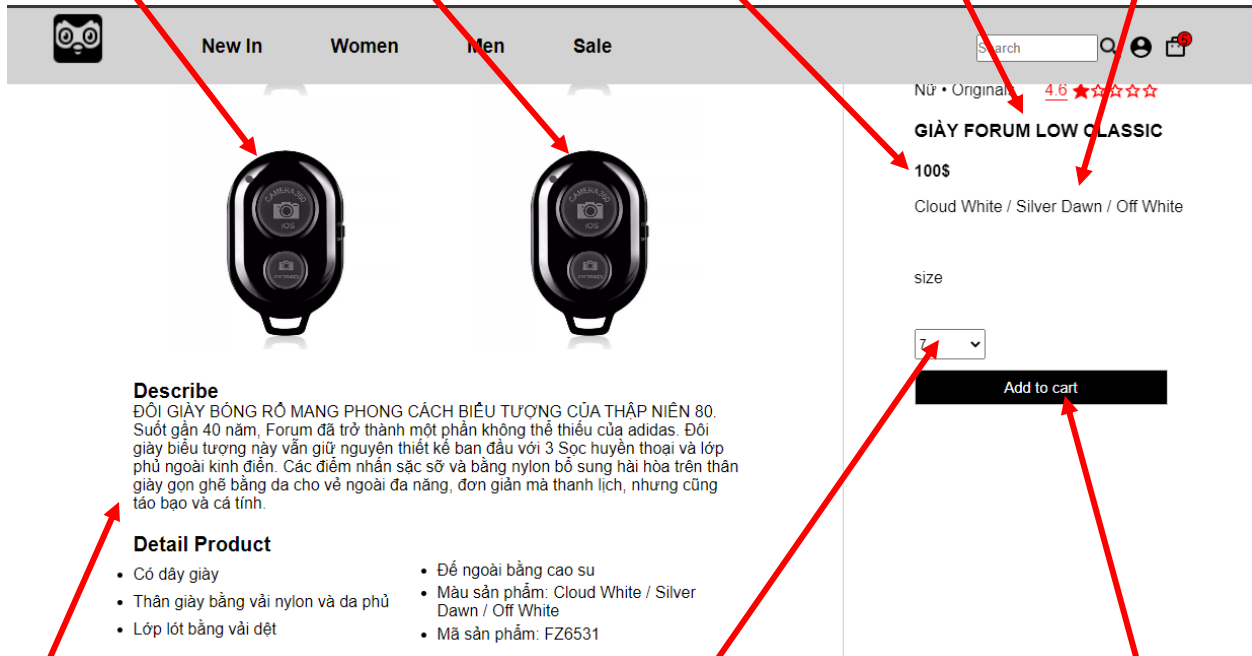 New In Women Men Sale
Search
5
Nữ • Originals 4.6
GIÀY FORUM LOW CLASSIC
100$
Cloud White / Silver Dawn / Off White
size
7
Add to cart
CAMERA360
iOS
CAMERA360
iOS
Describe
ĐÔI GIÀY BÓNG RỔ MANG PHONG CÁCH BIỂU TƯỢNG CỦA THẬP NIÊN 80.
Suốt gần 40 năm, Forum đã trở thành một phần không thể thiếu của adidas. Đôi
giày biểu tượng này vẫn giữ nguyên thiết kế ban đầu với 3 Sọc huyền thoại và lớp
phủ ngoài kinh điển. Các điểm nhấn sặc sỡ và bằng nylon bổ sung hài hòa trên thân
giày gọn ghẽ bằng da cho vẻ ngoài đa năng, đơn giản mà thanh lịch, nhưng cũng
táo bạo và cá tính.
Detail Product
• Có dây giày
• Thân giày bằng vải nylon và da phủ
• Lớp lót bằng vải dệt
• Đế ngoài bằng cao su
• Màu sản phẩm: Cloud White / Silver
Dawn / Off White
• Mã sản phẩm: FZ6531